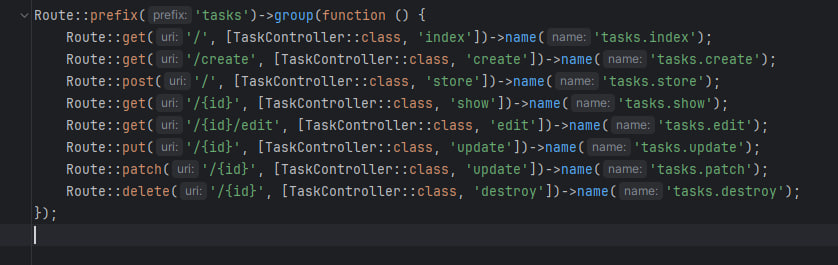 Route::prefix( prefix: 'tasks')->group(function () {
Route::get( uri: '/', [TaskController::class, 'index'])->name( name: 'tasks.index');
Route::get( uri: '/create', [TaskController::class, 'create'])->name( name: 'tasks.create');
Route::post( uri: '/', [TaskController::class, 'store'])->name( name: 'tasks.store');
Route::get( uri: '/{id}', [TaskController::class, 'show'])->name( name: 'tasks.show');
Route::get( uri: '/{id}/edit', [TaskController::class, 'edit'])->name( name: 'tasks.edit');
Route::put( uri: '/{id}', [TaskController::class, 'update'])->name( name: 'tasks.update');
Route::patch( uri: '/{id}', [TaskController::class, 'update'])->name( name: 'tasks.patch');
Route::delete( uri: '/{id}', [TaskController::class, 'destroy'])->name( name: 'tasks.destroy');
});